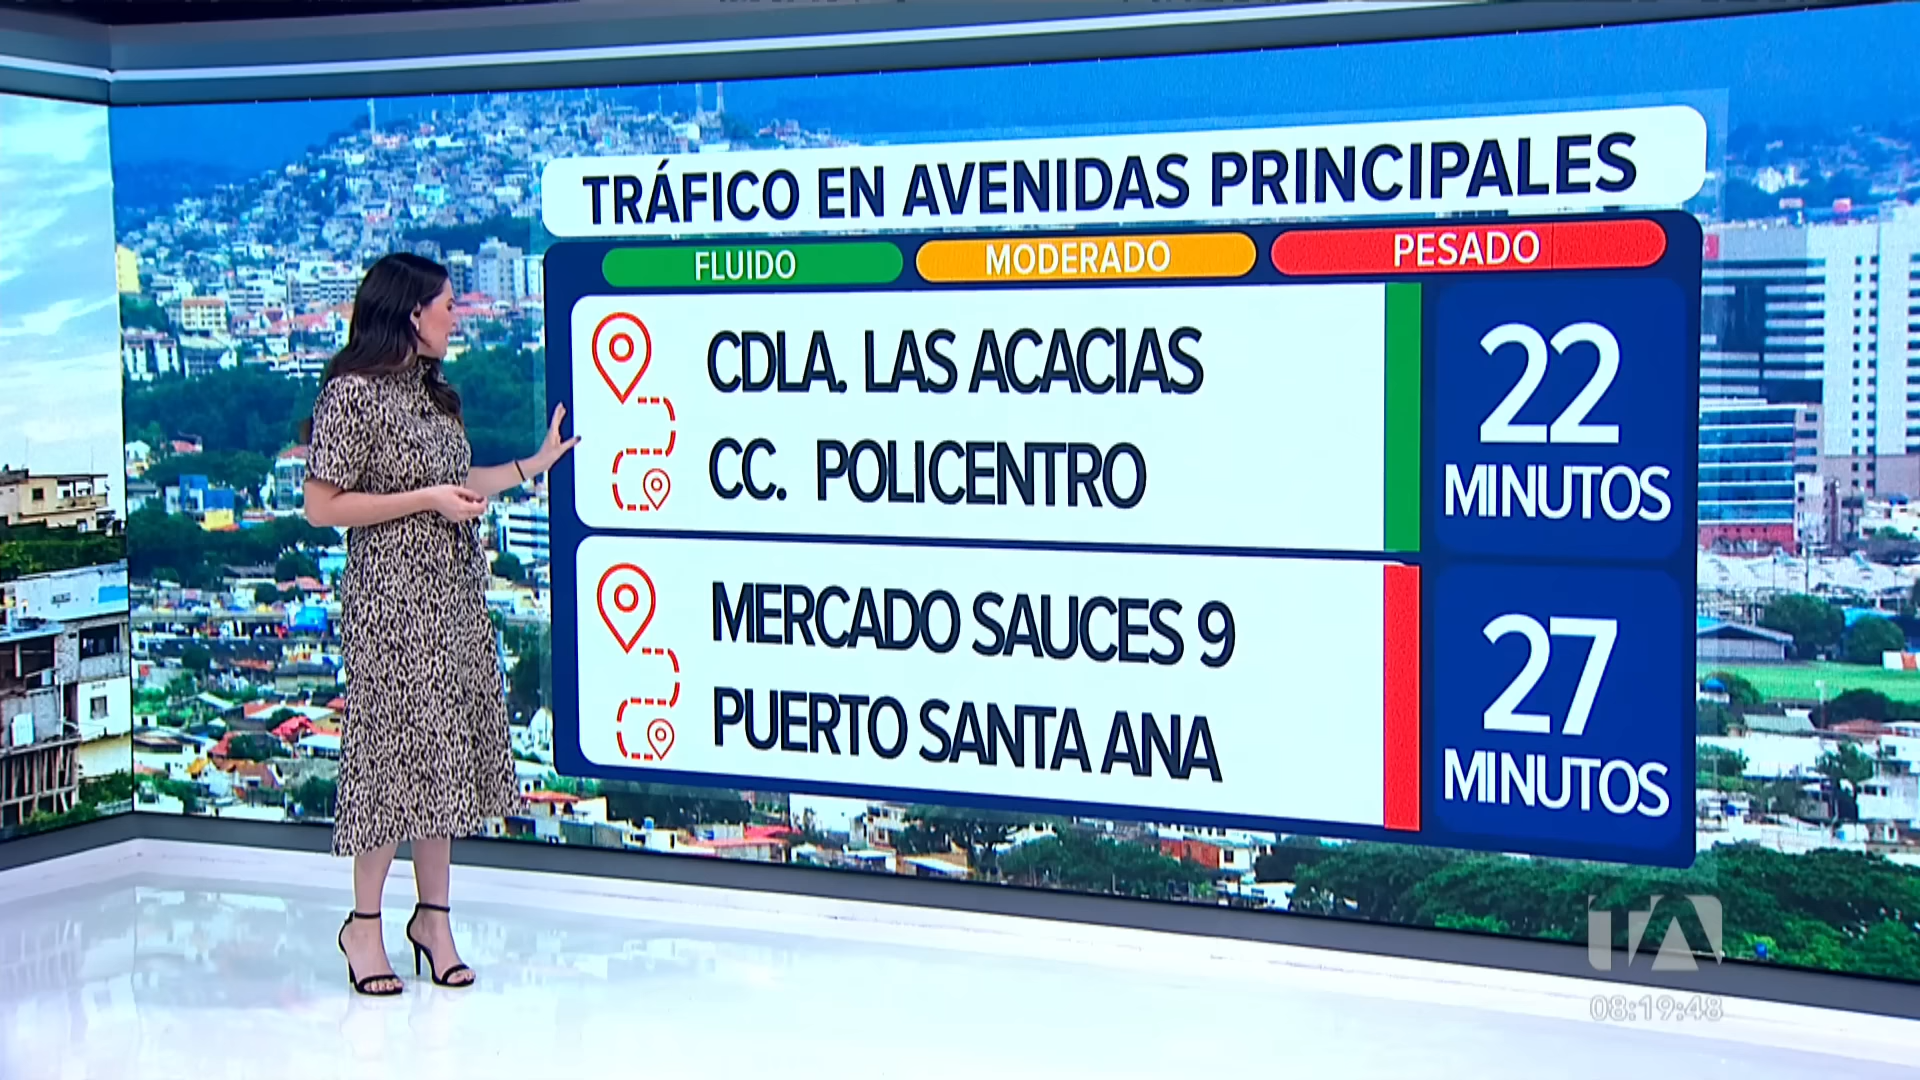 TRÁFICO EN AVENIDAS PRINCIPALES
FLUIDO
MODERADO
PESADO
CDLA. LAS ACACIAS
CC. POLICENTRO
22
MINUTOS
MERCADO SAUCES 9
PUERTO SANTA ANA
27
MINUTOS
TA
08:19:48